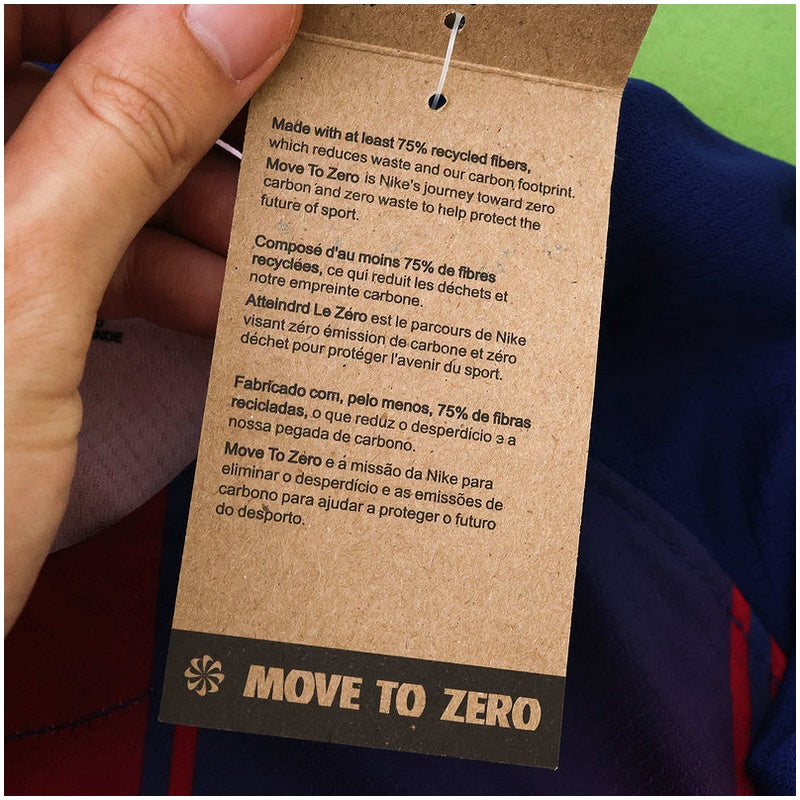 Made with at least 75% recycled fibers,
which reduces waste and our carbon footprint.
Move To Zero is Nike's journey toward zero
carbon and zero waste to help protect the
future of sport.
Composé d'au moins 75% de fibres
recyclées, ce qui reduit les déchets et
notre empreinte carbone.
Atteindrd Le Zéro est le parcours de Nike
visant zéro émission de carbone et zéro
déchet pour protéger l'avenir du sport.
Fabricado com, pelo menos, 75% de fibras
recicladas, o que reduz o desperdício e a
nossa pegada de carbono.
Move To Zero e a missão da Nike para
eliminar o desperdício e as emissões de
carbono para ajudar a proteger o futuro
do desporto.
MOVE TO ZERO